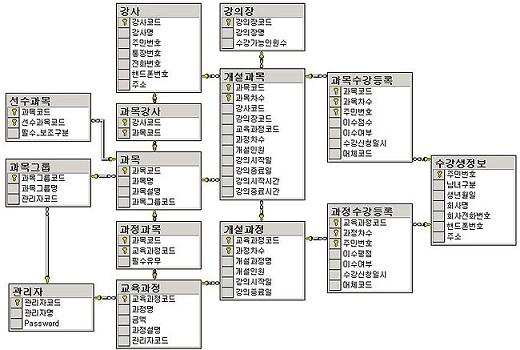 강사
강사코드
강사명
주민번호
통장번호
전화번호
핸드폰번호
주소
강의장
강의장코드
강의장명
수강가능인원수
개설과목
과목코드
과목차수
강사코드
강의장코드
교육과정코드
과정차수
개설인원
강의시작일
강의종료일
강의시작시간
강의종료시간
과목수강등록
과목코드
과목차수
주민번호
이수점수
이수여부
수강신청일시
매체코드
선수과목
과목코드
선수과목코드
필수_보조구분
과목강사
강사코드
과목코드
과목
과목코드
과목명
과목설명
과목그룹코드
과목그룹
과목그룹코드
과목그룹명
관리자코드
수강생정보
주민번호
남녀구분
생년월일
회사명
회사전화번호
핸드폰번호
주소
과정과목
과목코드
교육과정코드
필수유무
개설과정
교육과정코드
과정차수
개설과정명
개설인원
강의시작일
강의종료일
과정수강등록
교육과정코드
과정차수
주민번호
이수평점
이수여부
수강신청일시
매체코드
관리자
관리자코드
관리자명
Password
교육과정
교육과정코드
과정명
금액
과정설명
관리자코드